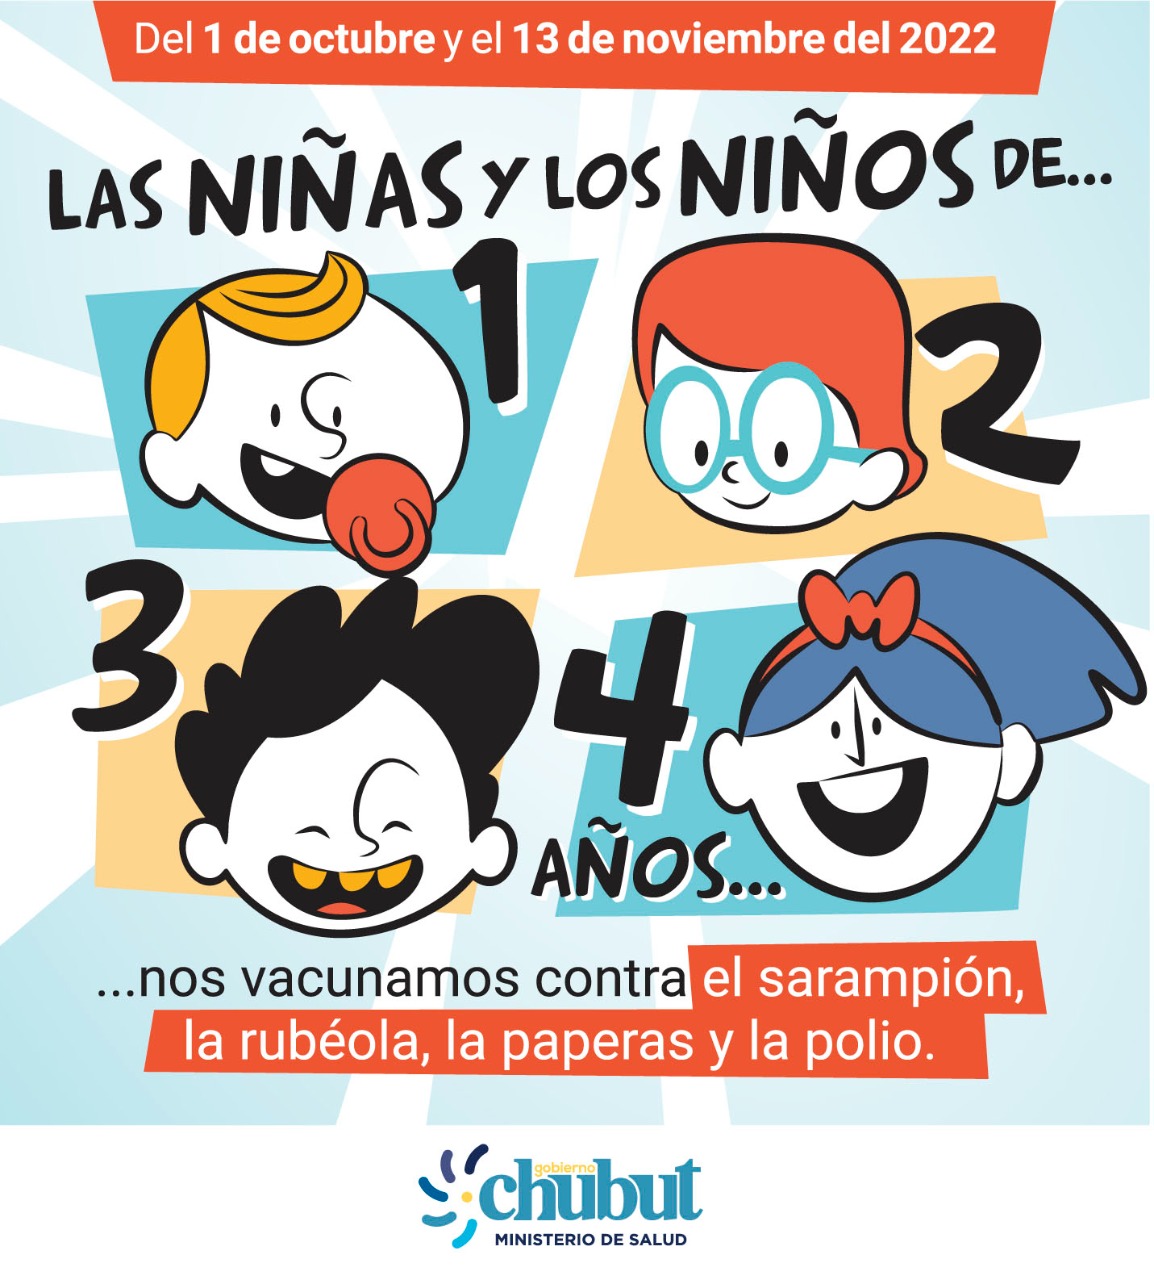 Del 1 de octubre y el 13 de noviembre del 2022
LAS NIÑAS Y LOS NIÑOS DE...
1
2
3
4
AÑOS...
...nos vacunamos contra el sarampión,
la rubéola, la paperas y la polio.
gobierno
chubut
MINISTERIO DE SALUD